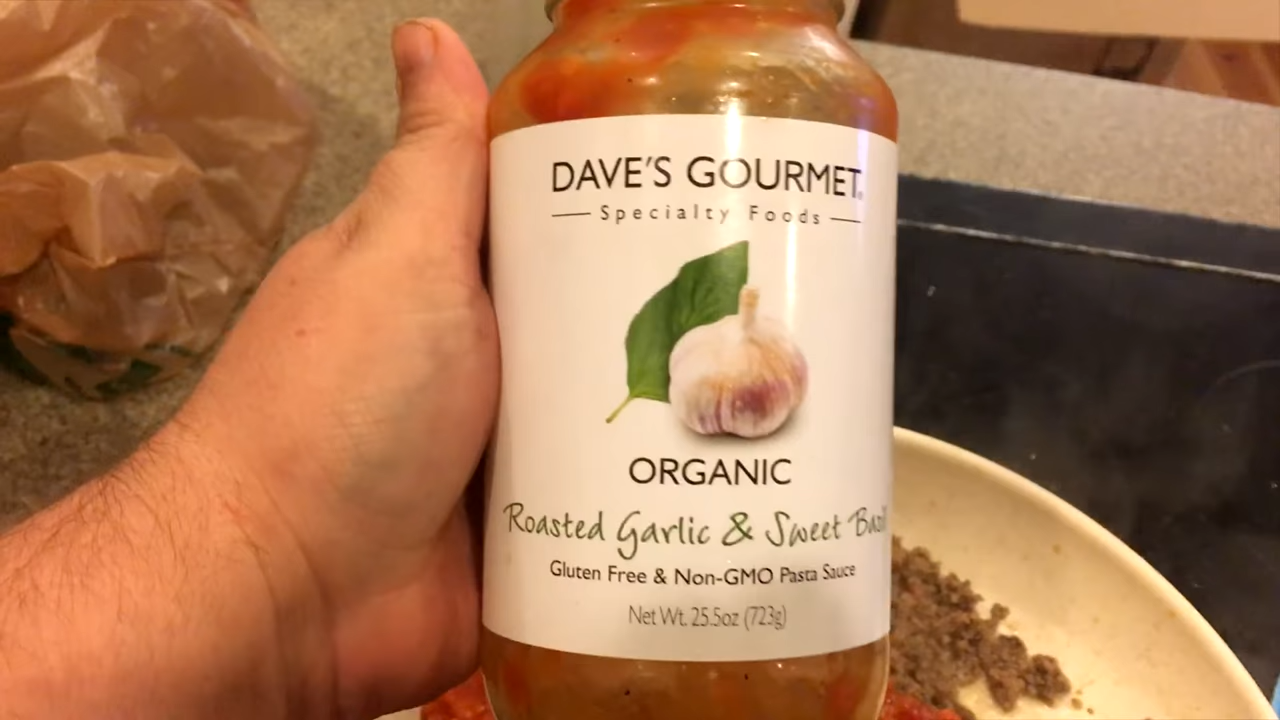 DAVE'S GOURMET®
Specialty Foods
ORGANIC
Roasted Garlic & Sweet Basil
Gluten Free & Non-GMO Pasta Sauce
Net Wt. 25.5oz (723g)